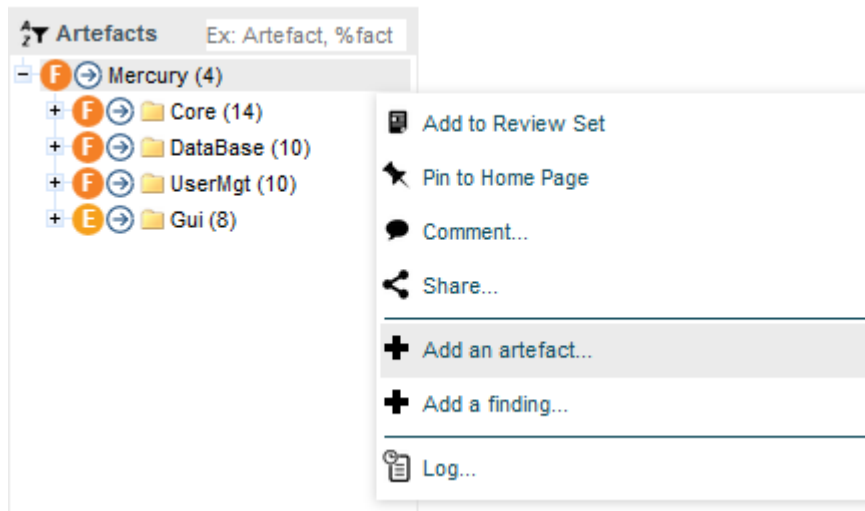 A Z Artefacts Ex: Artefact, %fact
F Mercury (4)
F Core (14)
F DataBase (10)
F UserMgt (10)
E Gui (8)
Add to Review Set
Pin to Home Page
Comment...
Share...
Add an artefact...
Add a finding...
Log...